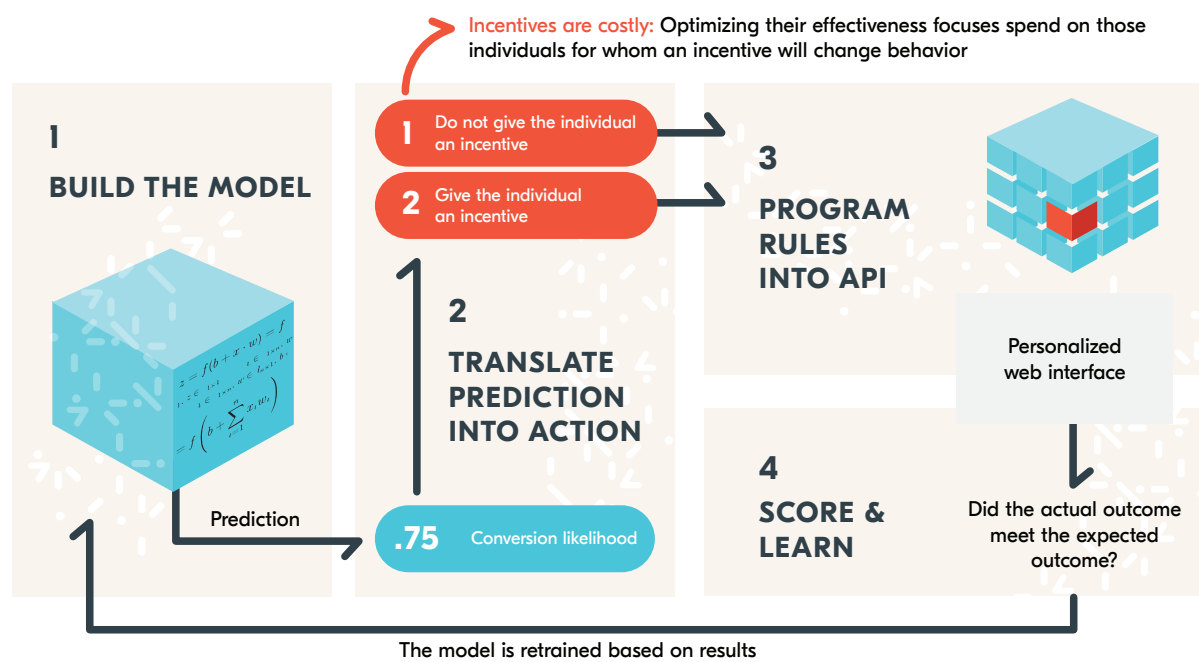 Incentives are costly: Optimizing their effectiveness focuses spend on those
individuals for whom an incentive will change behavior
1
BUILD THE MODEL
z = f(b + x · w) = f
= f (b + ∑ x_i w_i)
n
i=1
Prediction
1 Do not give the individual
an incentive
2 Give the individual
an incentive
2
TRANSLATE
PREDICTION
INTO ACTION
.75 Conversion likelihood
3
PROGRAM
RULES
INTO API
Personalized
web interface
4
SCORE &
LEARN
Did the actual outcome
meet the expected
outcome?
The model is retrained based on results